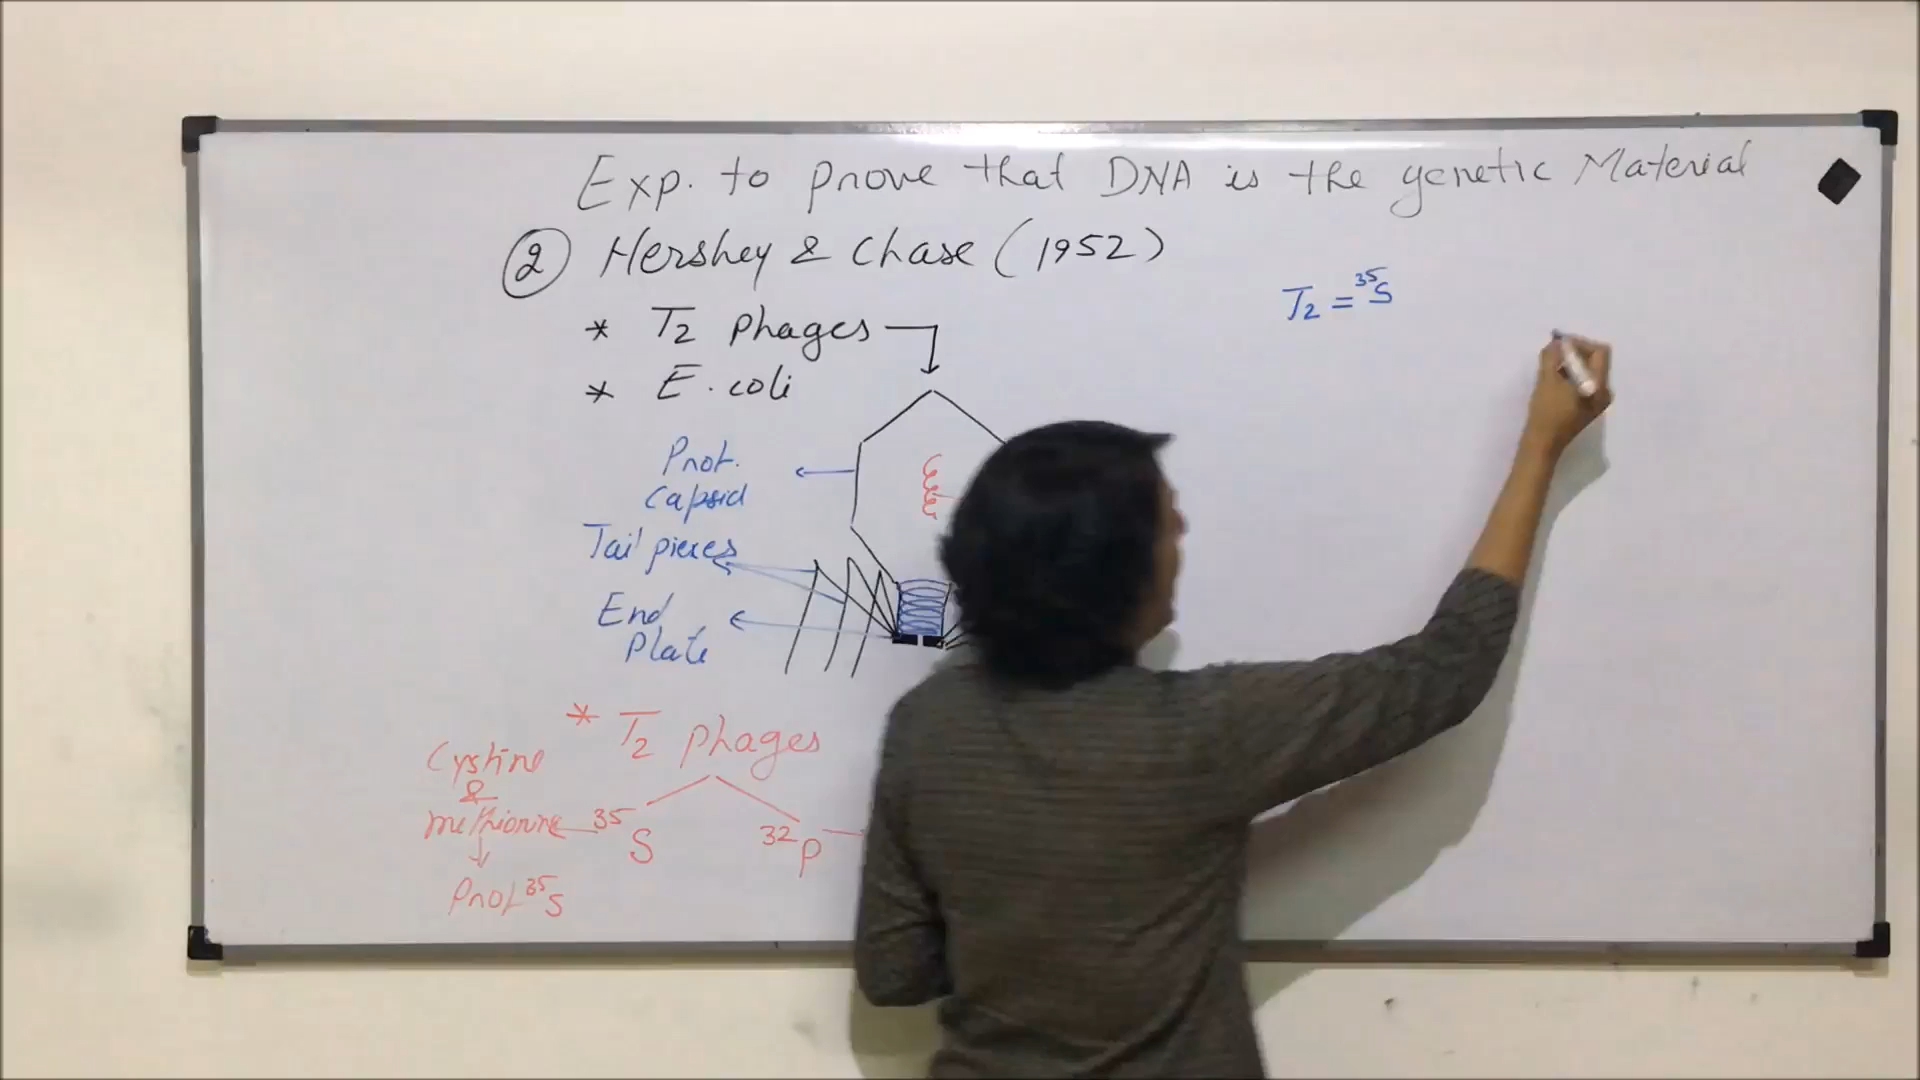 Exp. to prove that DNA is the genetic Material
② Hershey & Chase (1952)
* T₂ phages
* E.coli
T₂ = ³⁵S
Prot.
Capsid
Tail pieces
End
Plate
* T₂ phages
Cystine
&
methionine
³⁵S
³²P
Prot ³⁵S